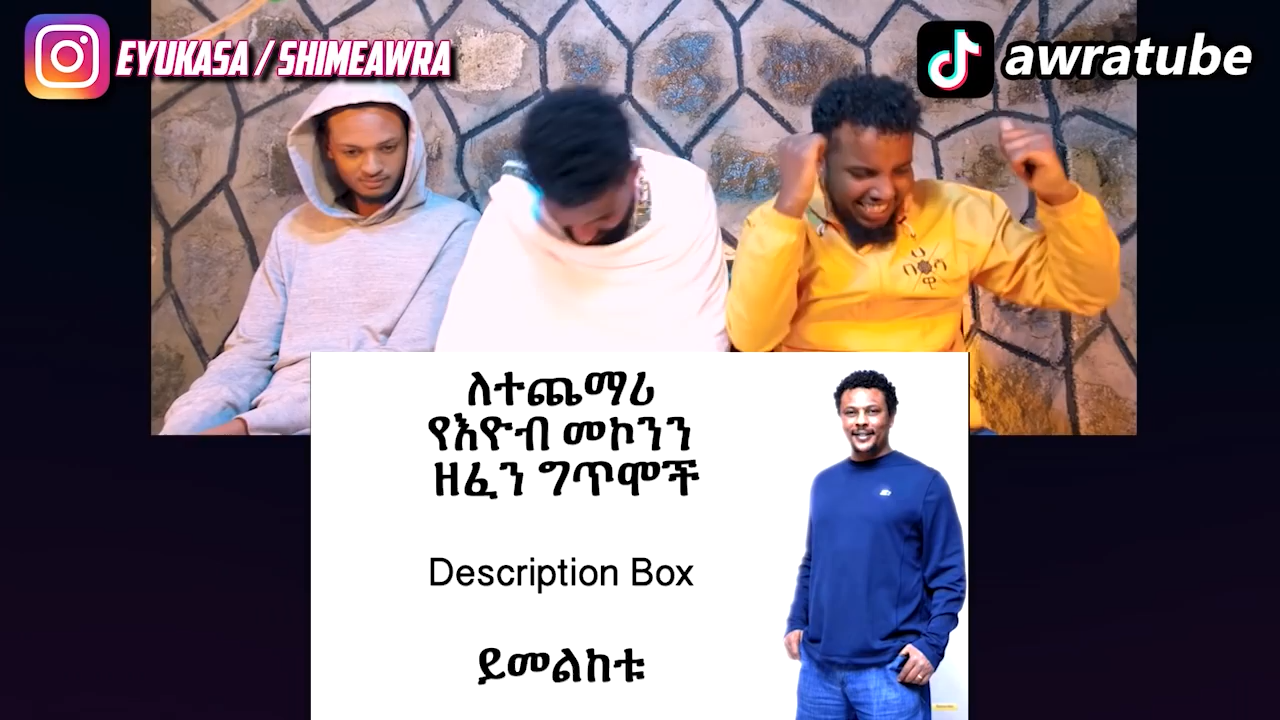 EYUKASA / SHIMEAWRA
awratube
ለተጨማሪ
የእዮብ መኮንን
ዘፈን ግጥሞች
Description Box
ይመልከቱ